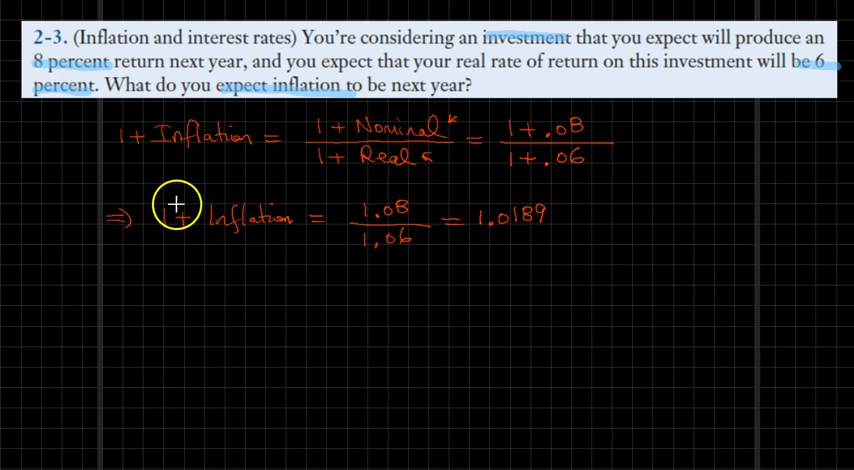 2-3. (Inflation and interest rates) You're considering an investment that you expect will produce an
8 percent return next year, and you expect that your real rate of return on this investment will be 6
percent. What do you expect inflation to be next year?
1 + Inflation = 1 + Nominal / 1 + Real = 1 + .08 / 1 + .06
⇒ 1 + Inflation = 1.08 / 1.06 = 1.0189